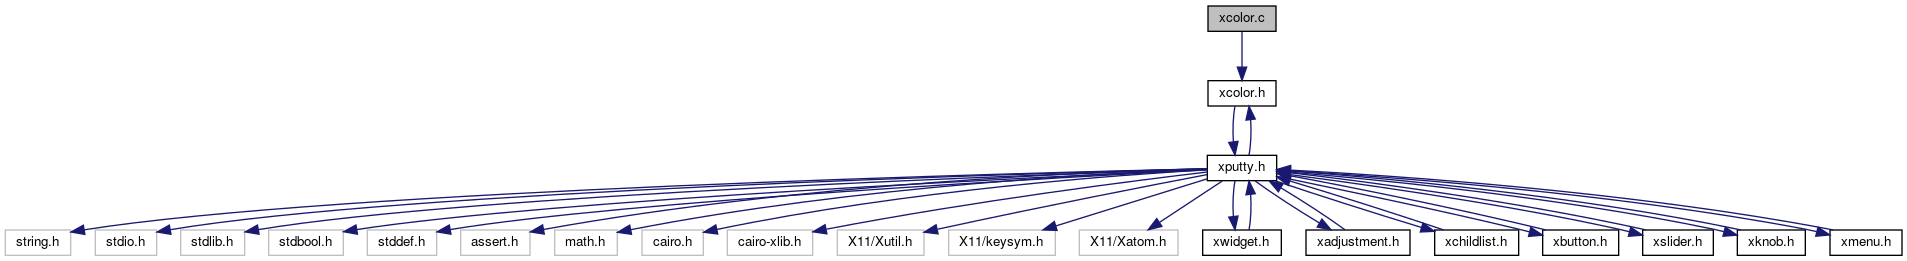 xcolor.c
xcolor.h
xputty.h
string.h
stdio.h
stdlib.h
stdbool.h
stddef.h
assert.h
math.h
cairo.h
cairo-xlib.h
X11/Xutil.h
X11/keysym.h
X11/Xatom.h
xwidget.h
xadjustment.h
xchildlist.h
xbutton.h
xslider.h
xknob.h
xmenu.h